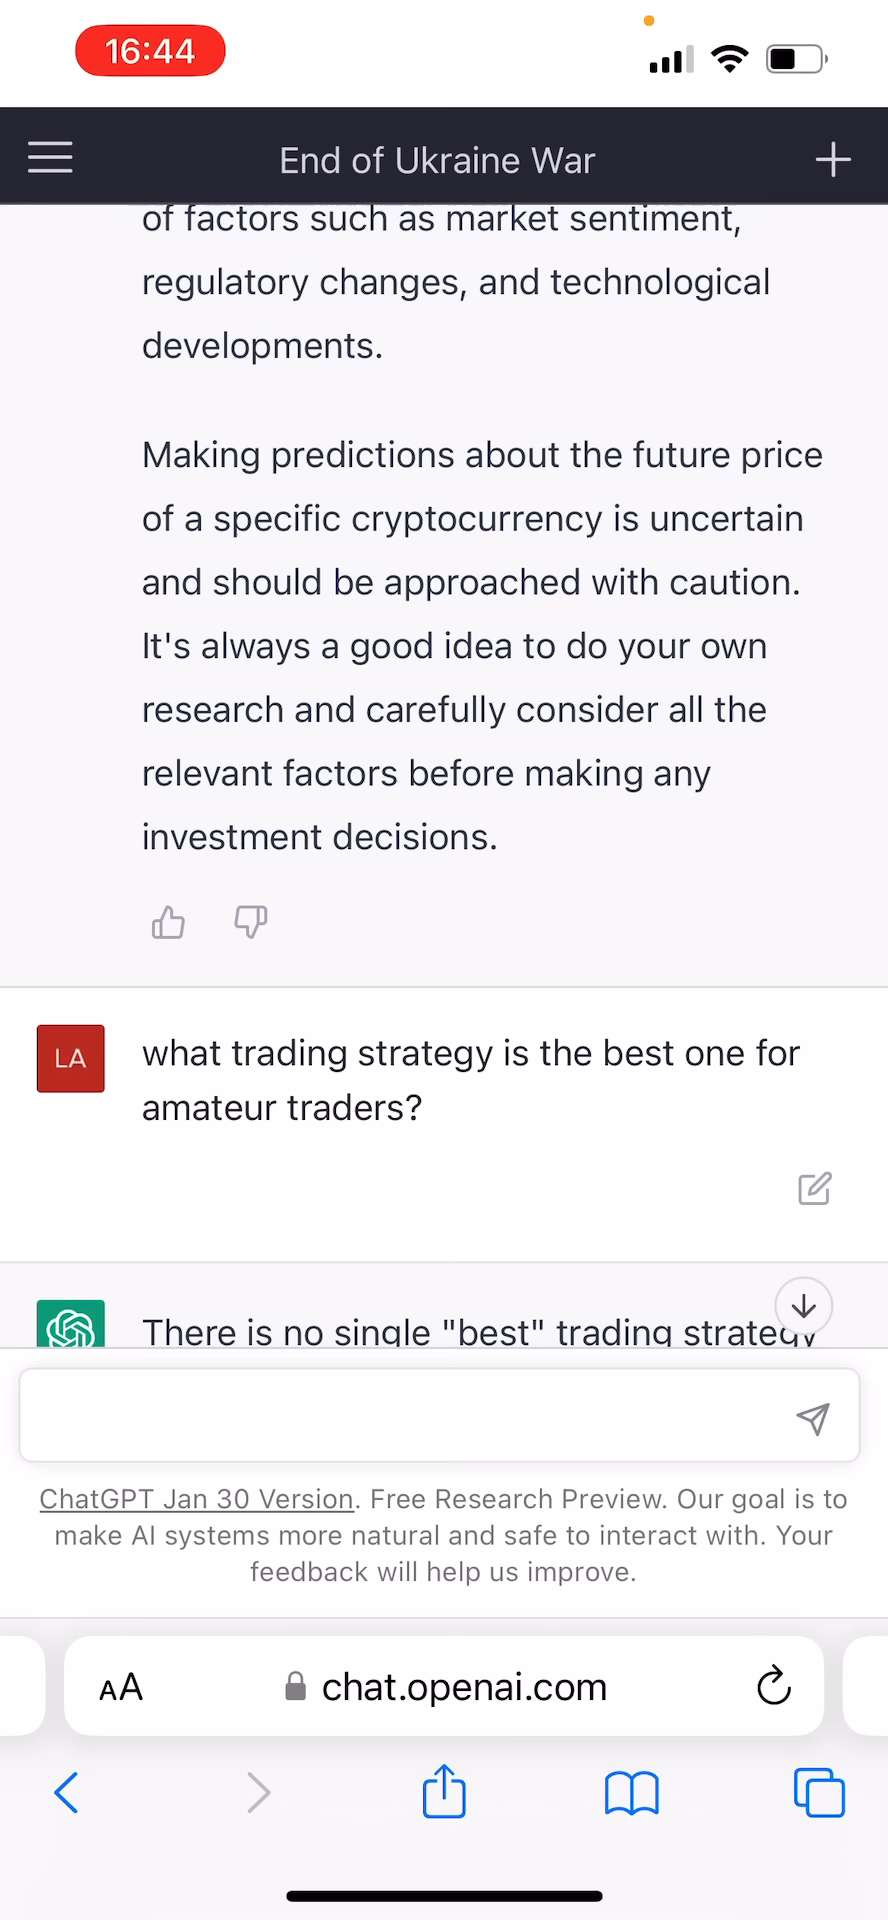 16:44
End of Ukraine War
of factors such as market sentiment,
regulatory changes, and technological
developments.
Making predictions about the future price
of a specific cryptocurrency is uncertain
and should be approached with caution.
It's always a good idea to do your own
research and carefully consider all the
relevant factors before making any
investment decisions.
LA
what trading strategy is the best one for
amateur traders?
There is no single "best" trading strategy
ChatGPT Jan 30 Version. Free Research Preview. Our goal is to
make AI systems more natural and safe to interact with. Your
feedback will help us improve.
AA
chat.openai.com